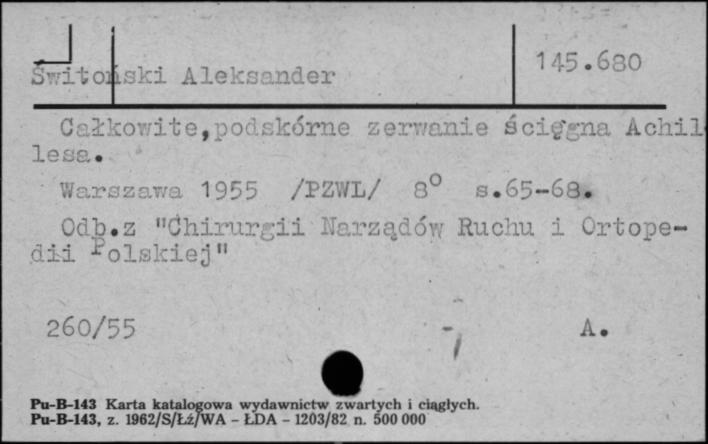 Świtoński Aleksander
145.680
Całkowite,podskórne zerwanie ścięgna Achil-
lesa.
Warszawa 1955 /PZWL/ 8° s.65-68.
Odb.z "Chirurgii Narządów Ruchu i Ortope-
dii Polskiej"
260/55 A.
Pu-B-143 Karta katalogowa wydawnictw zwartych i ciągłych.
Pu-B-143, z. 1962/S/Łź/WA - ŁDA - 1203/82 n. 500 000